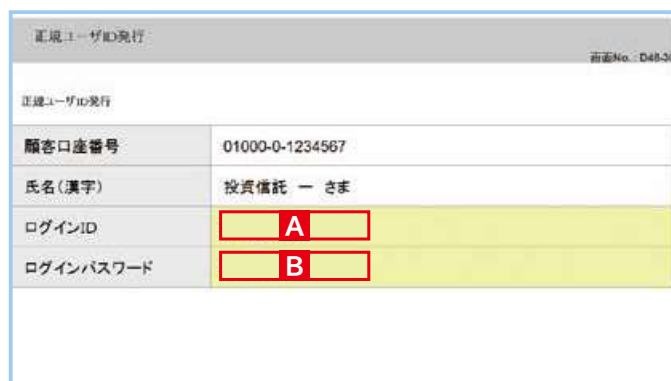 正規ユーザID発行
画面No.：D48-3
正規ユーザID発行
顧客口座番号 01000-0-1234567
氏名(漢字) 投資信託 一 さま
ログインID A
ログインパスワード B